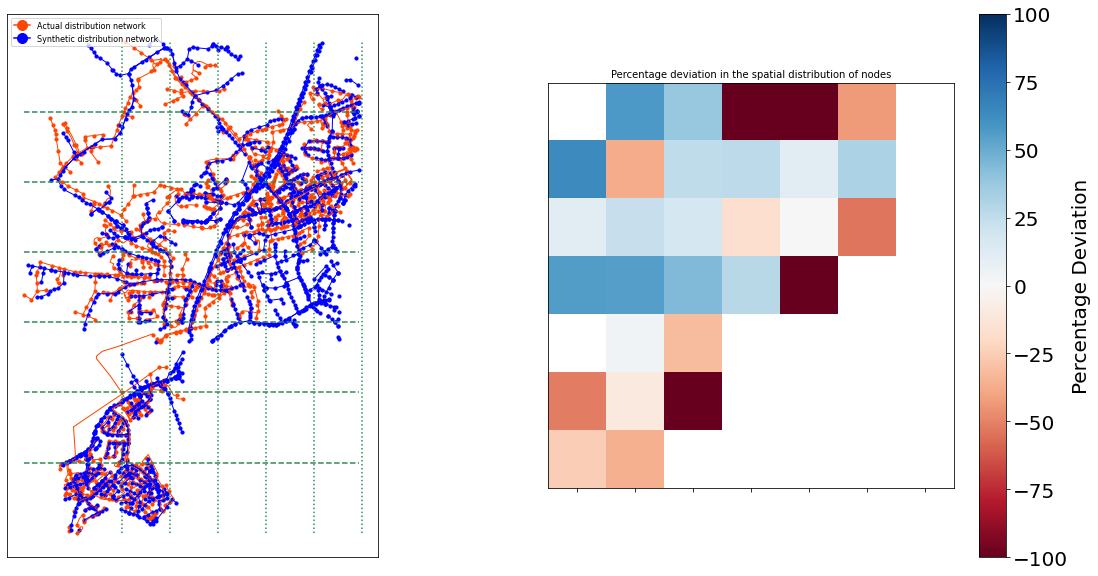 Actual distribution network
Synthetic distribution network
Percentage deviation in the spatial distribution of nodes
100
75
50
25
0
−25
−50
−75
−100
Percentage Deviation